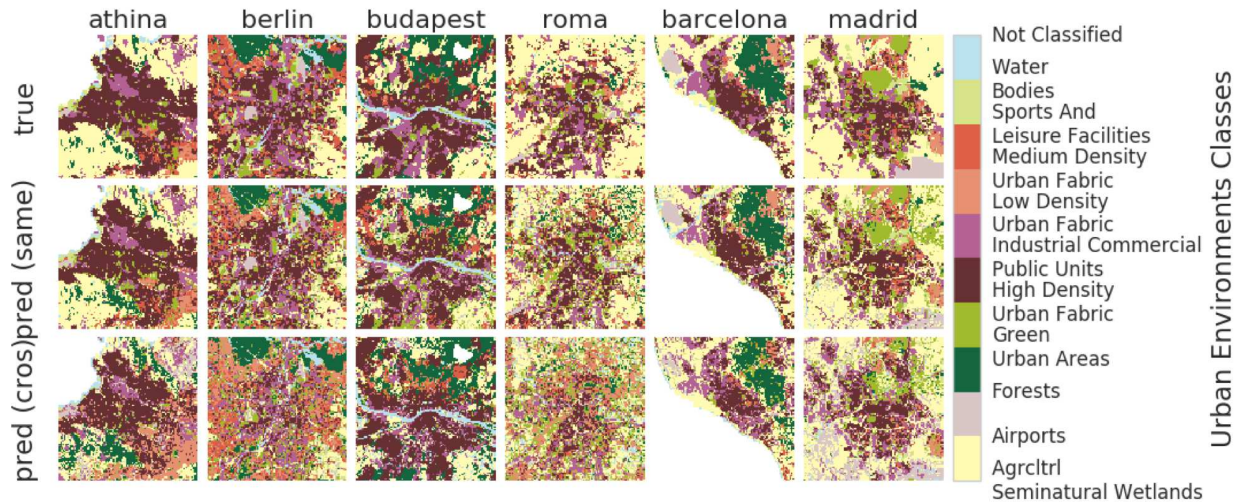 athina berlin budapest roma barcelona madrid
true
pred (same)
pred (cros)
Not Classified
Water
Bodies
Sports And
Leisure Facilities
Medium Density
Urban Fabric
Low Density
Urban Fabric
Industrial Commercial
Public Units
High Density
Urban Fabric
Green
Urban Areas
Forests
Airports
Agrcltrl
Seminatural Wetlands
Urban Environments Classes